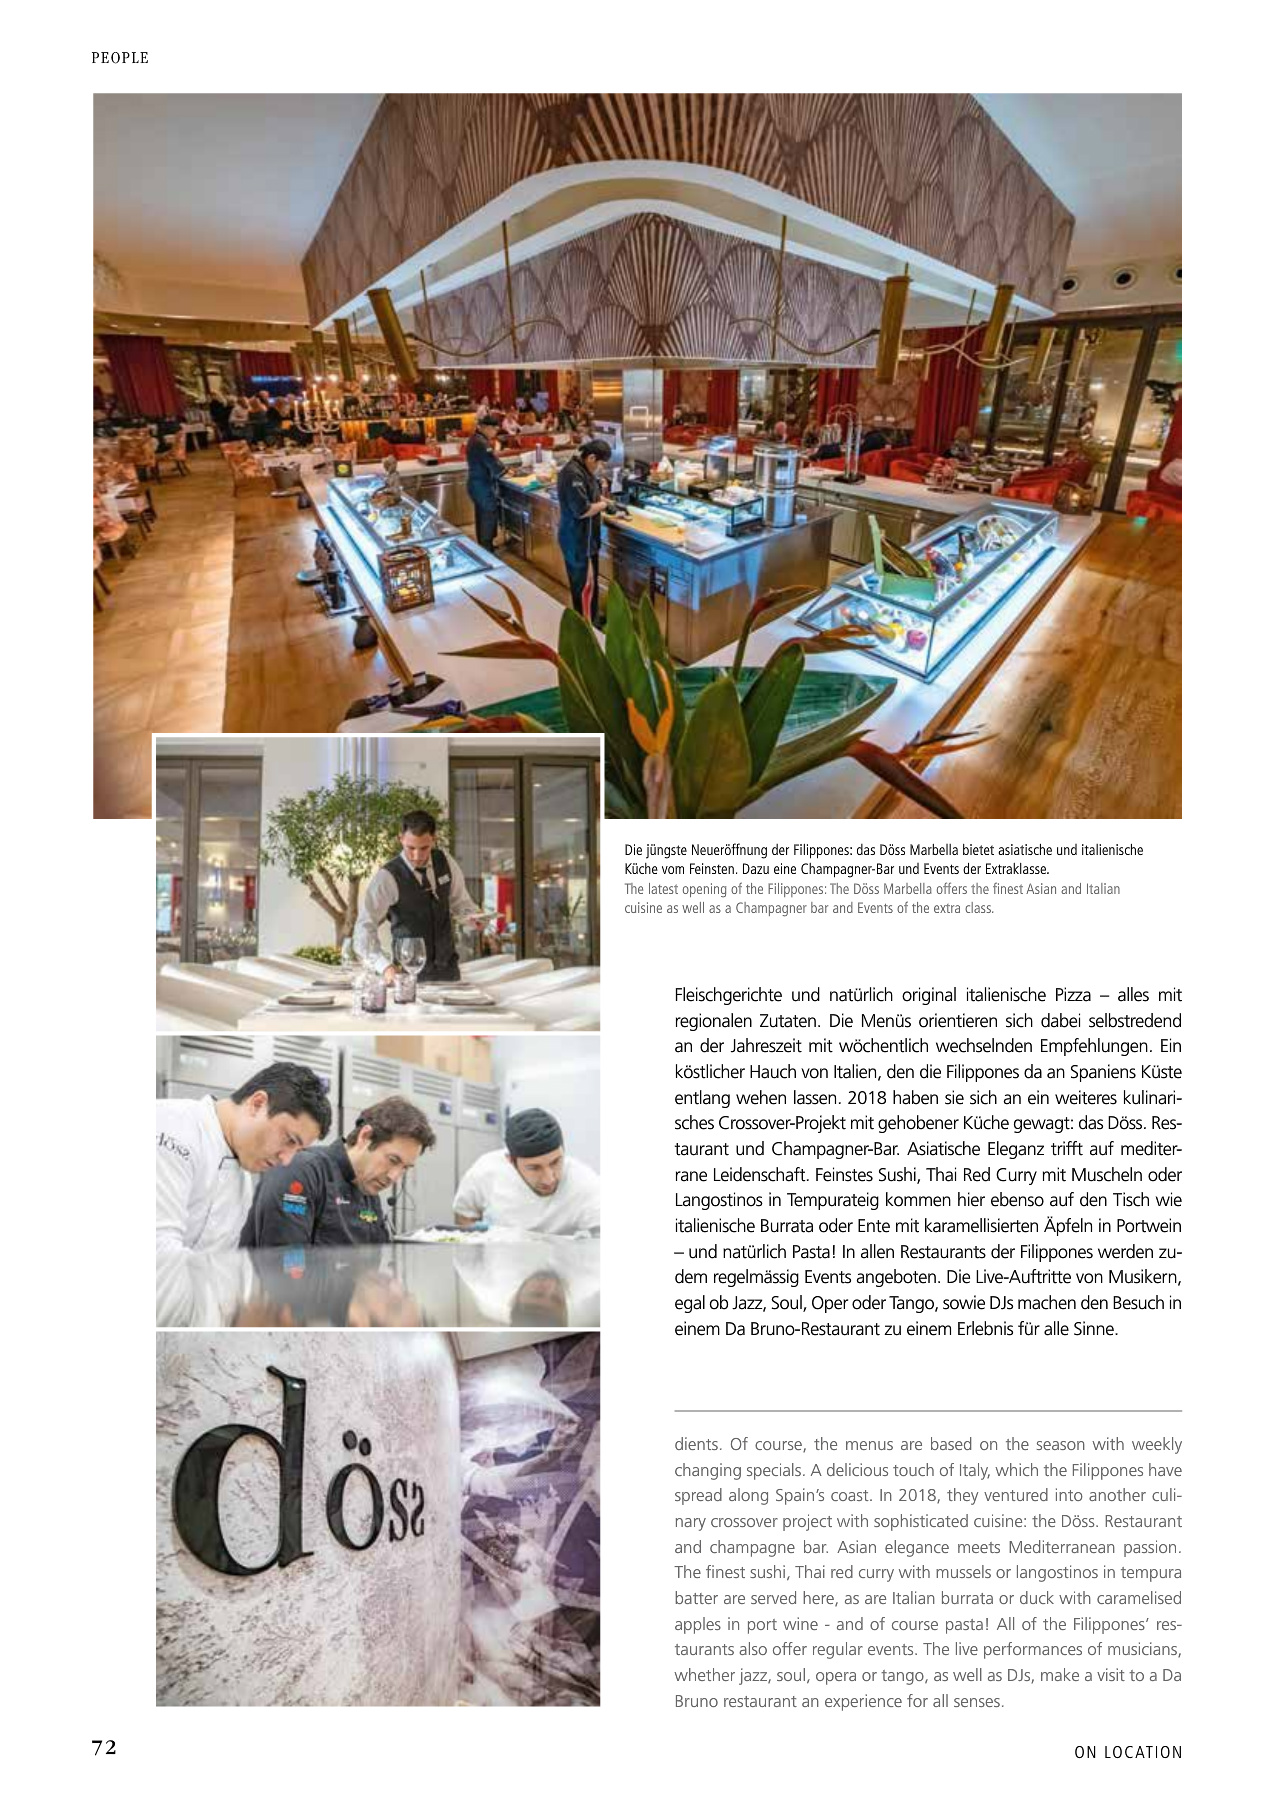 PEOPLE
Die jüngste Neueröffnung der Filippones: das Döss Marbella bietet asiatische und italienische
Küche vom Feinsten. Dazu eine Champagner-Bar und Events der Extraklasse.
The latest opening of the Filippones: The Döss Marbella offers the finest Asian and Italian
cuisine as well as a Champagner bar and Events of the extra class.
Fleischgerichte und natürlich original italienische Pizza – alles mit
regionalen Zutaten. Die Menüs orientieren sich dabei selbstredend
an der Jahreszeit mit wöchentlich wechselnden Empfehlungen. Ein
köstlicher Hauch von Italien, den die Filippones da an Spaniens Küste
entlang wehen lassen. 2018 haben sie sich an ein weiteres kulinari-
sches Crossover-Projekt mit gehobener Küche gewagt: das Döss. Res-
taurant und Champagner-Bar. Asiatische Eleganz trifft auf mediter-
rane Leidenschaft. Feinstes Sushi, Thai Red Curry mit Muscheln oder
Langostinos in Tempurateig kommen hier ebenso auf den Tisch wie
italienische Burrata oder Ente mit karamellisierten Äpfeln in Portwein
– und natürlich Pasta! In allen Restaurants der Filippones werden zu-
dem regelmässig Events angeboten. Die Live-Auftritte von Musikern,
egal ob Jazz, Soul, Oper oder Tango, sowie DJs machen den Besuch in
einem Da Bruno-Restaurant zu einem Erlebnis für alle Sinne.
döss
döss
dients. Of course, the menus are based on the season with weekly
changing specials. A delicious touch of Italy, which the Filippones have
spread along Spain's coast. In 2018, they ventured into another culi-
nary crossover project with sophisticated cuisine: the Döss. Restaurant
and champagne bar. Asian elegance meets Mediterranean passion.
The finest sushi, Thai red curry with mussels or langostinos in tempura
batter are served here, as are Italian burrata or duck with caramelised
apples in port wine - and of course pasta! All of the Filippones' res-
taurants also offer regular events. The live performances of musicians,
whether jazz, soul, opera or tango, as well as DJs, make a visit to a Da
Bruno restaurant an experience for all senses.
72
ON LOCATION